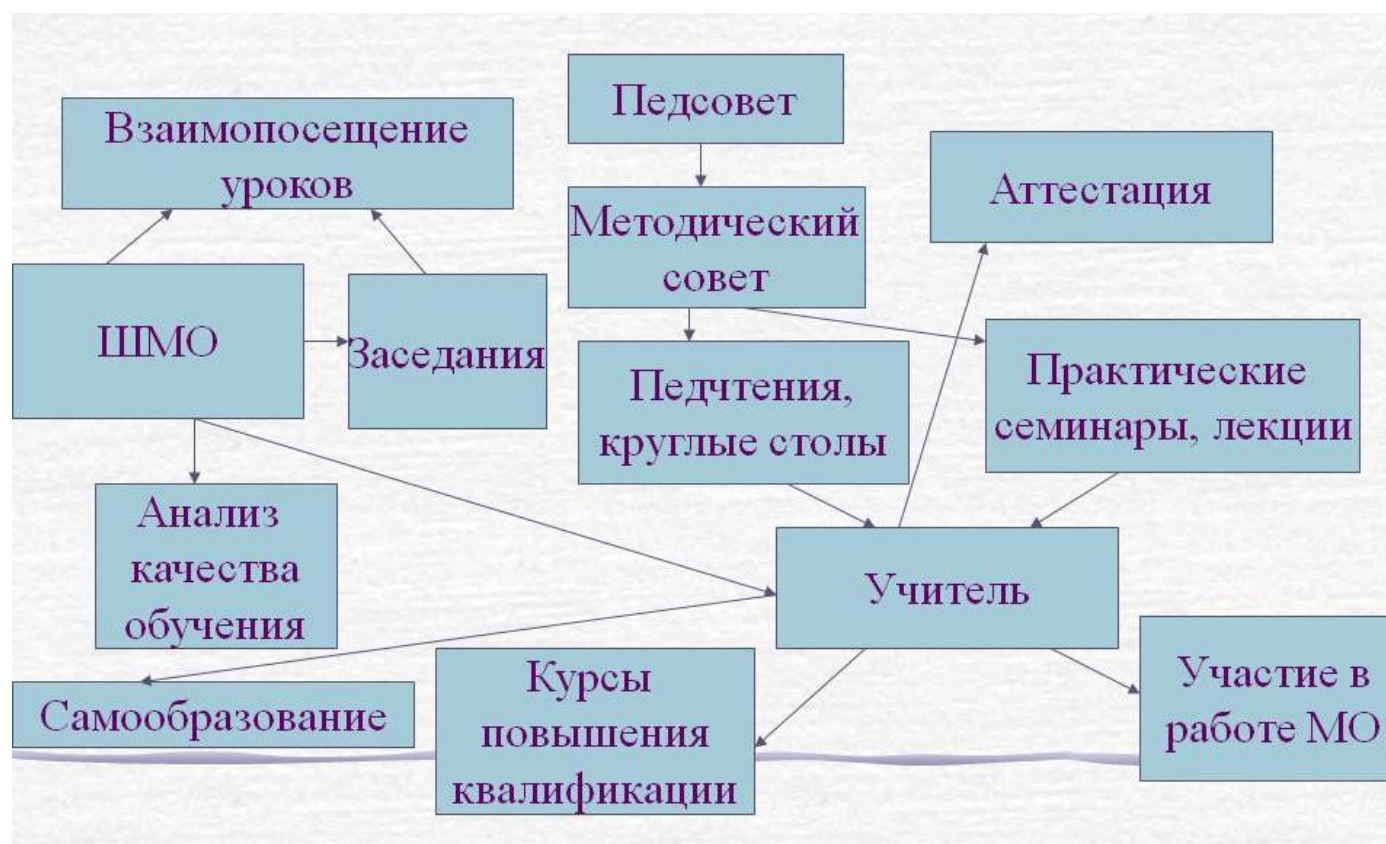 Педсовет
Взаимопосещение
уроков
Аттестация
Методический
совет
ШМО
Заседания
Педчтения,
круглые столы
Практические
семинары, лекции
Анализ
качества
обучения
Учитель
Самообразование
Курсы
повышения
квалификации
Участие в
работе МО